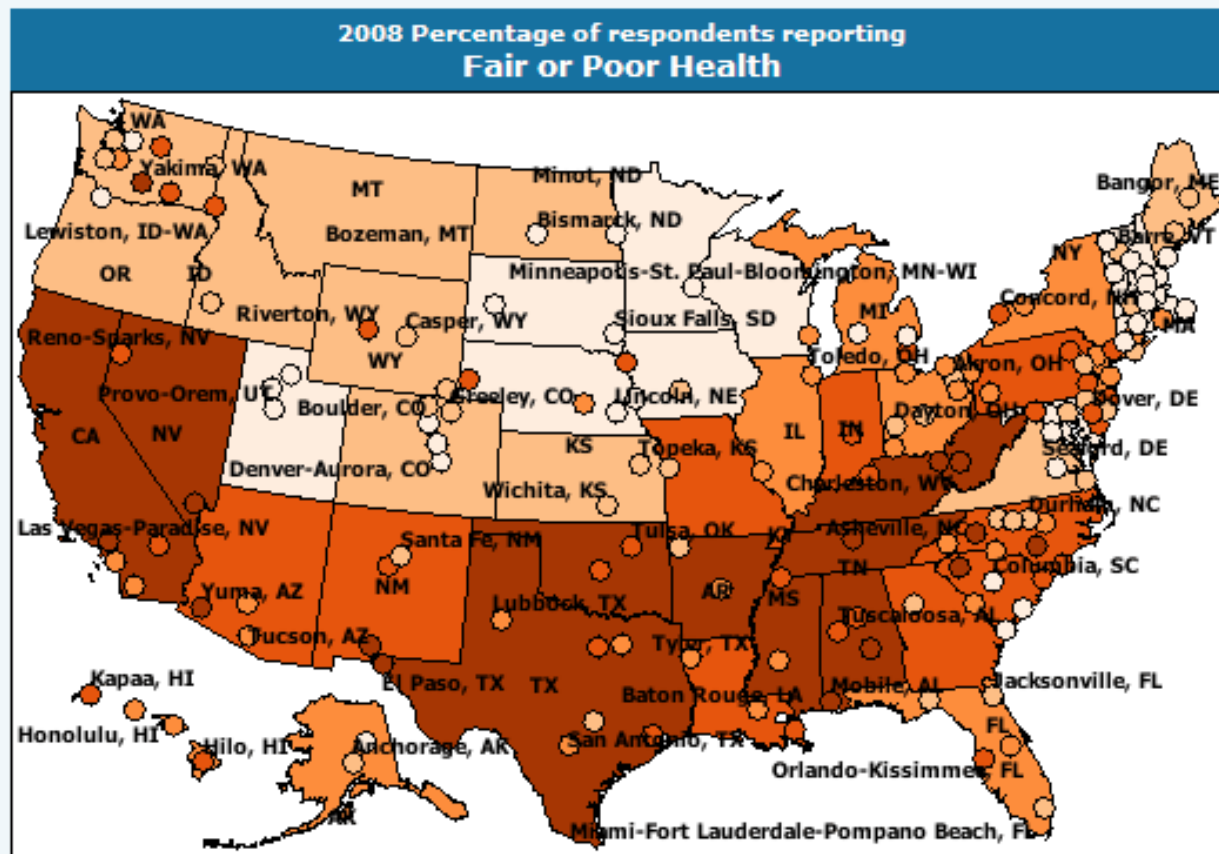 2008 Percentage of respondents reporting
Fair or Poor Health
WA
Yakima, WA
MT
Minot, ND
Bangor, ME
Lewiston, ID-WA
Bozeman, MT
Bismarck, ND
Barre, VT
OR
ID
Minneapolis-St. Paul-Bloomington, MN-WI
NY
Riverton, WY
Casper, WY
Sioux Falls, SD
MI
Concord, NH
MA
Reno-Sparks, NV
WY
Toledo, OH
Akron, OH
Provo-Orem, UT
Boulder, CO
Greeley, CO
Lincoln, NE
Dayton, OH
Dover, DE
CA
NV
KS
Topeka, KS
IL
IN
Seaford, DE
Denver-Aurora, CO
Wichita, KS
Charleston, WV
Durham, NC
Las Vegas-Paradise, NV
Santa Fe, NM
Tulsa, OK
KY
Asheville, NC
Columbia, SC
Yuma, AZ
NM
Lubbock, TX
AR
MS
TN
Tuscaloosa, AL
Tucson, AZ
Tyler, TX
Kapaa, HI
El Paso, TX
TX
Baton Rouge, LA
Mobile, AL
Jacksonville, FL
Honolulu, HI
Hilo, HI
Anchorage, AK
San Antonio, TX
FL
Orlando-Kissimmee, FL
AK
Miami-Fort Lauderdale-Pompano Beach, FL